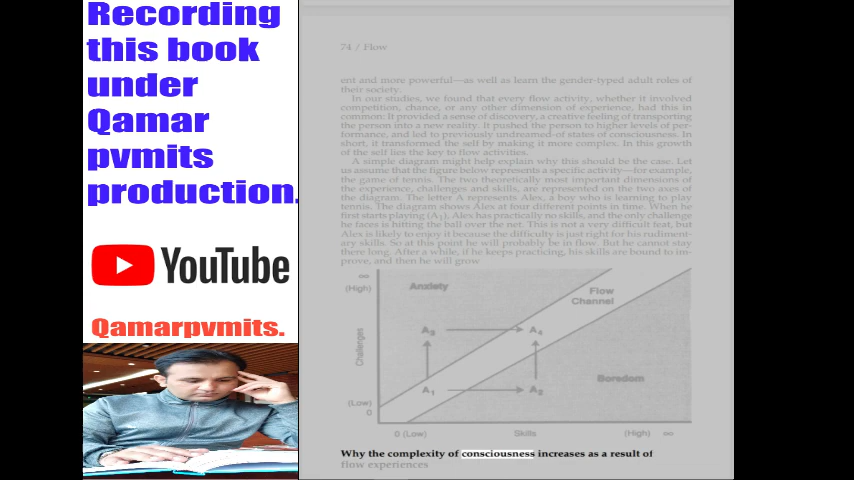 Recording
this book
under
Qamar
pvmits
production.
YouTube
Qamarpvmits.
74 / Flow
ent and more powerful—as well as learn the gender-typed adult roles of
their society.
In our studies, we found that every flow activity, whether it involved
competition, chance, or any other dimension of experience, had this in
common: It provided a sense of discovery, a creative feeling of transporting
the person into a new reality. It pushed the person to higher levels of per-
formance, and led to previously undreamed-of states of consciousness. In
short, it transformed the self by making it more complex. In this growth
of the self lies the key to flow activities.
A simple diagram might help explain why this should be the case. Let
us assume that the figure below represents a specific activity—for example,
the game of tennis. The two theoretically most important dimensions of
the experience, challenges and skills, are represented on the two axes of
the diagram. The letter A represents Alex, a boy who is learning to play
tennis. The diagram shows Alex at four different points in time. When he
first starts playing (A₁), Alex has practically no skills, and the only challenge
he faces is hitting the ball over the net. This is not a very difficult feat, but
Alex is likely to enjoy it because the difficulty is just right for his rudiment-
ary skills. So at this point he will probably be in flow. But he cannot stay
there long. After a while, if he keeps practicing, his skills are bound to im-
prove, and then he will grow
∞
(High)
Anxiety
Flow
Channel
A₃
A₄
Challenges
A₁
A₂
Boredom
(Low)
0
0 (Low)
Skills
(High) ∞
Why the complexity of consciousness increases as a result of
flow experiences